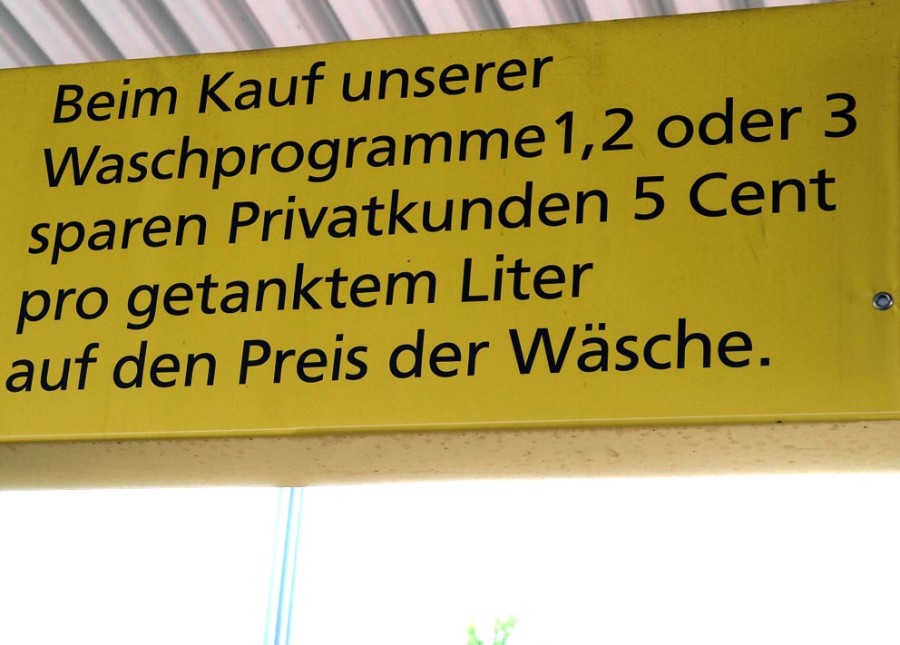 Beim Kauf unserer
Waschprogramme1,2 oder 3
sparen Privatkunden 5 Cent
pro getanktem Liter
auf den Preis der Wäsche.